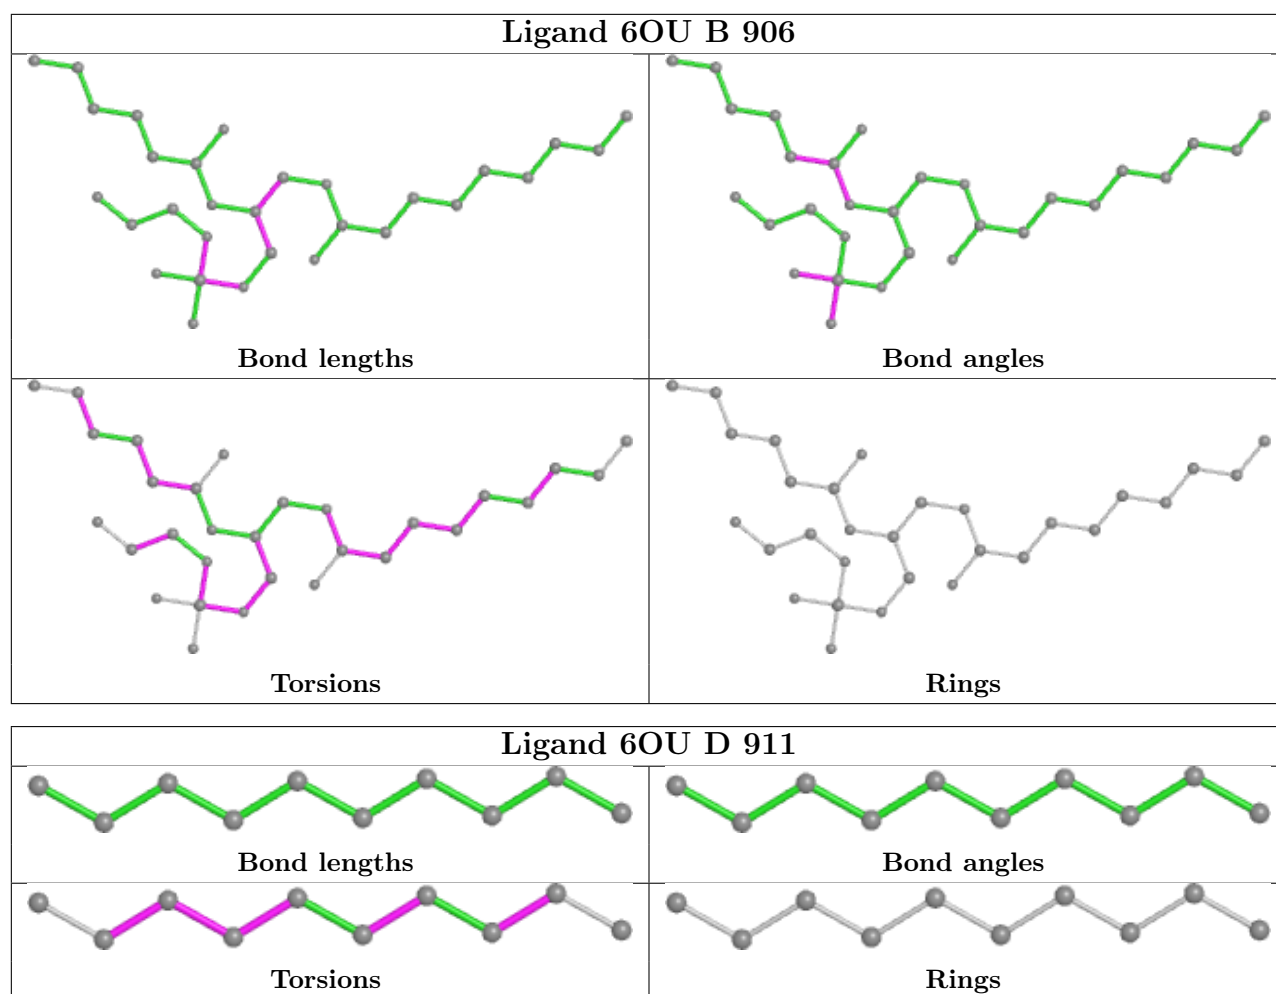 Ligand 6OU B 906
Bond lengths
Bond angles
Torsions
Rings
Ligand 6OU D 911
Bond lengths
Bond angles
Torsions
Rings